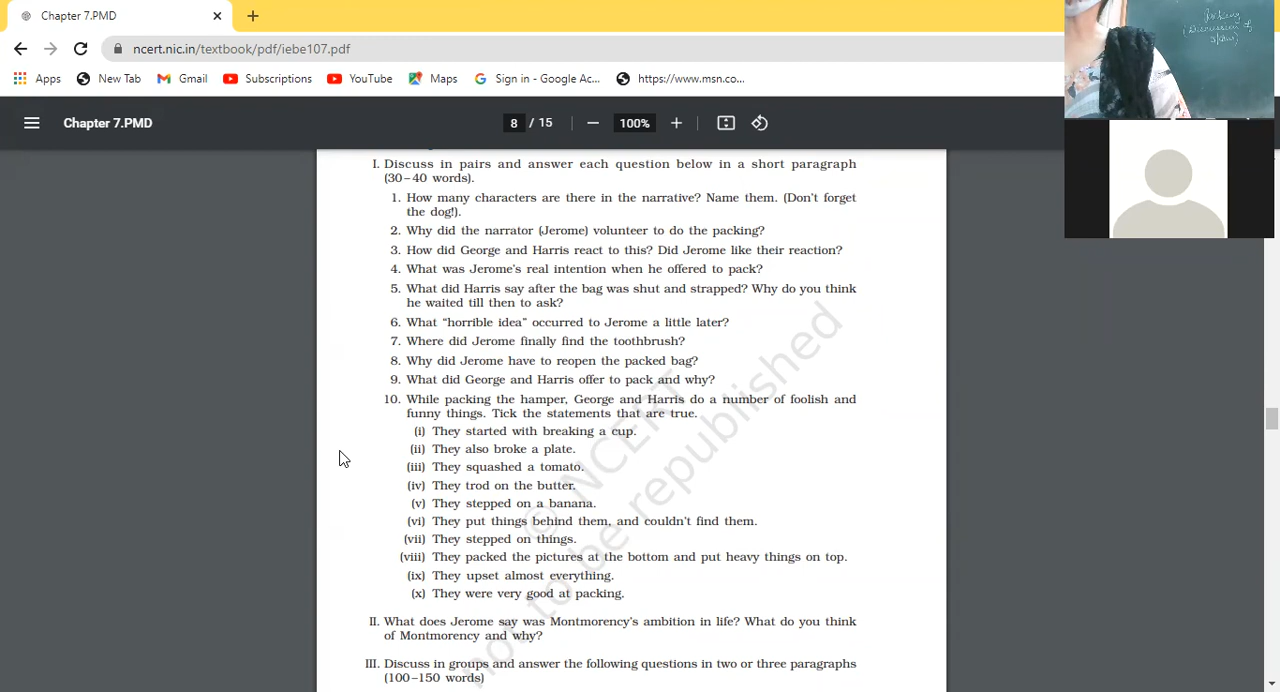 Chapter 7.PMD
ncert.nic.in/textbook/pdf/iebe107.pdf
Apps
New Tab
Gmail
Subscriptions
YouTube
Maps
Sign in - Google Ac...
https://www.msn.co...
Chapter 7.PMD
8 / 15
100%
I. Discuss in pairs and answer each question below in a short paragraph
(30–40 words).
1. How many characters are there in the narrative? Name them. (Don't forget
the dog!).
2. Why did the narrator (Jerome) volunteer to do the packing?
3. How did George and Harris react to this? Did Jerome like their reaction?
4. What was Jerome's real intention when he offered to pack?
5. What did Harris say after the bag was shut and strapped? Why do you think
he waited till then to ask?
6. What “horrible idea” occurred to Jerome a little later?
7. Where did Jerome finally find the toothbrush?
8. Why did Jerome have to reopen the packed bag?
9. What did George and Harris offer to pack and why?
10. While packing the hamper, George and Harris do a number of foolish and
funny things. Tick the statements that are true.
(i) They started with breaking a cup.
(ii) They also broke a plate.
(iii) They squashed a tomato.
(iv) They trod on the butter.
(v) They stepped on a banana.
(vi) They put things behind them, and couldn't find them.
(vii) They stepped on things.
(viii) They packed the pictures at the bottom and put heavy things on top.
(ix) They upset almost everything.
(x) They were very good at packing.
II. What does Jerome say was Montmorency's ambition in life? What do you think
of Montmorency and why?
III. Discuss in groups and answer the following questions in two or three paragraphs
(100–150 words)
© NCERT
not to be republished